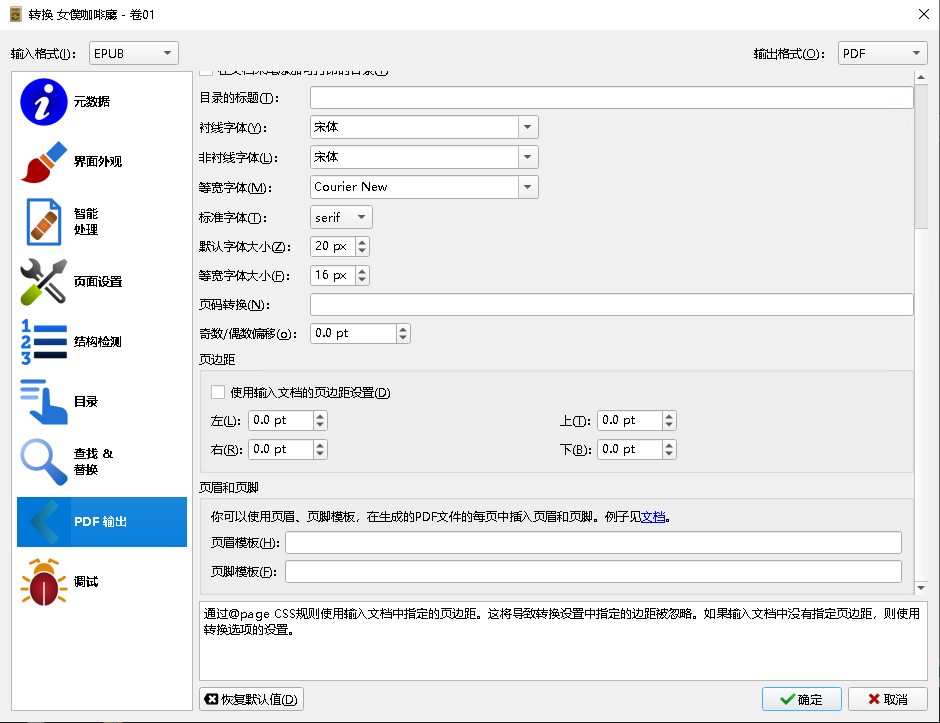 转换 女僕咖啡廳 - 卷01
输入格式(I):
EPUB
输出格式(O):
PDF
元数据
界面外观
智能
处理
页面设置
结构检测
目录
查找 &
替换
PDF 输出
调试
目录的标题(T):
衬线字体(Y):
宋体
非衬线字体(L):
宋体
等宽字体(M):
Courier New
标准字体(T):
serif
默认字体大小(Z):
20 px
等宽字体大小(F):
16 px
页码转换(N):
奇数/偶数偏移(o):
0.0 pt
页边距
使用输入文档的页边距设置(D)
左(L):
0.0 pt
上(T):
0.0 pt
右(R):
0.0 pt
下(B):
0.0 pt
页眉和页脚
你可以使用页眉、页脚模板，在生成的PDF文件的每页中插入页眉和页脚。例子见文档。
页眉模板(H):
页脚模板(F):
通过@page CSS规则使用输入文档中指定的页边距。这将导致转换设置中指定的边距被忽略。如果输入文档中没有指定页边距，则使用
转换选项的设置。
恢复默认值(D)
确定
取消